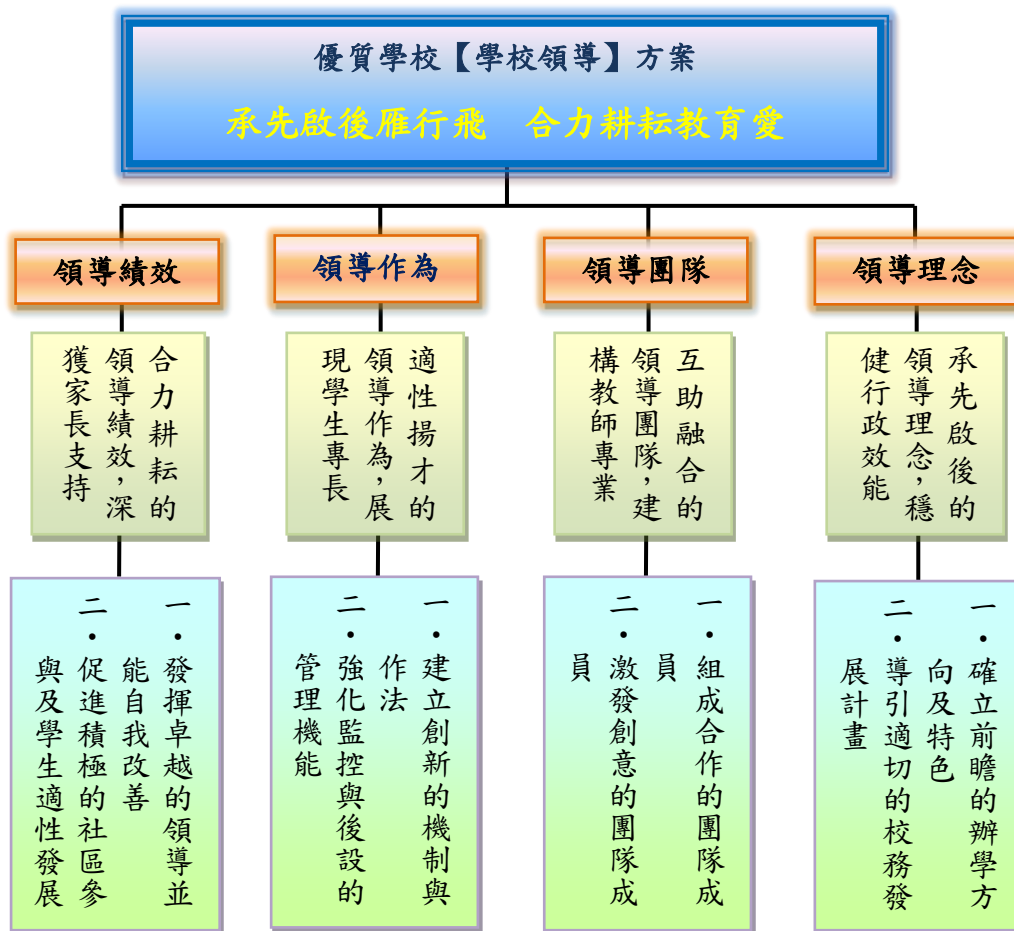 優質學校【學校領導】方案
承先啟後雁行飛　合力耕耘教育愛
領導理念
承先啟後的
領導理念，穩
健行政效能
一．確立前瞻的辦學方
向及特色
二．導引適切的校務發
展計畫
領導團隊
互助融合的
領導團隊，建
構教師專業
一．組成合作的團隊成
員
二．激發創意的團隊成
員
領導作為
適性揚才的
領導作為，展
現學生專長
一．建立創新的機制與
作法
二．強化監控與後設的
管理機能
領導績效
合力耕耘的
領導績效，深
獲家長支持
一．發揮卓越的領導並
能自我改善
二．促進積極的社區參
與及學生適性發展